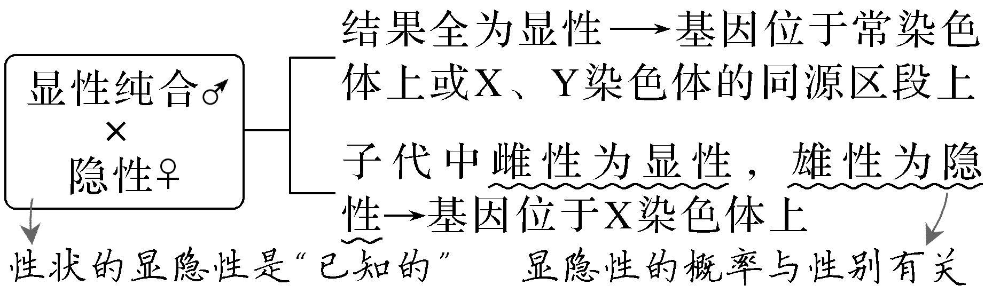 显性纯合♂
×
隐性♀
结果全为显性→基因位于常染色
体上或X、Y染色体的同源区段上
子代中雌性为显性，雄性为隐
性→基因位于X染色体上
性状的显隐性是“已知的”
显隐性的概率与性别有关